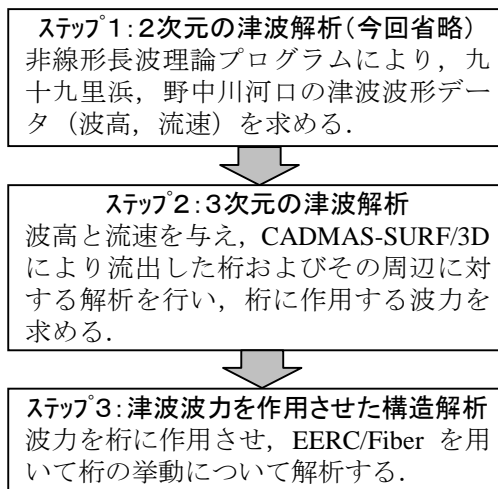 ｽﾃｯﾌﾟ1：2次元の津波解析(今回省略)
非線形長波理論プログラムにより，九
十九里浜，野中川河口の津波波形デー
タ（波高，流速）を求める．
ｽﾃｯﾌﾟ2：3次元の津波解析
波高と流速を与え，CADMAS-SURF/3D
により流出した桁およびその周辺に対
する解析を行い，桁に作用する波力を
求める．
ｽﾃｯﾌﾟ3：津波波力を作用させた構造解析
波力を桁に作用させ，EERC/Fiber を用
いて桁の挙動について解析する．